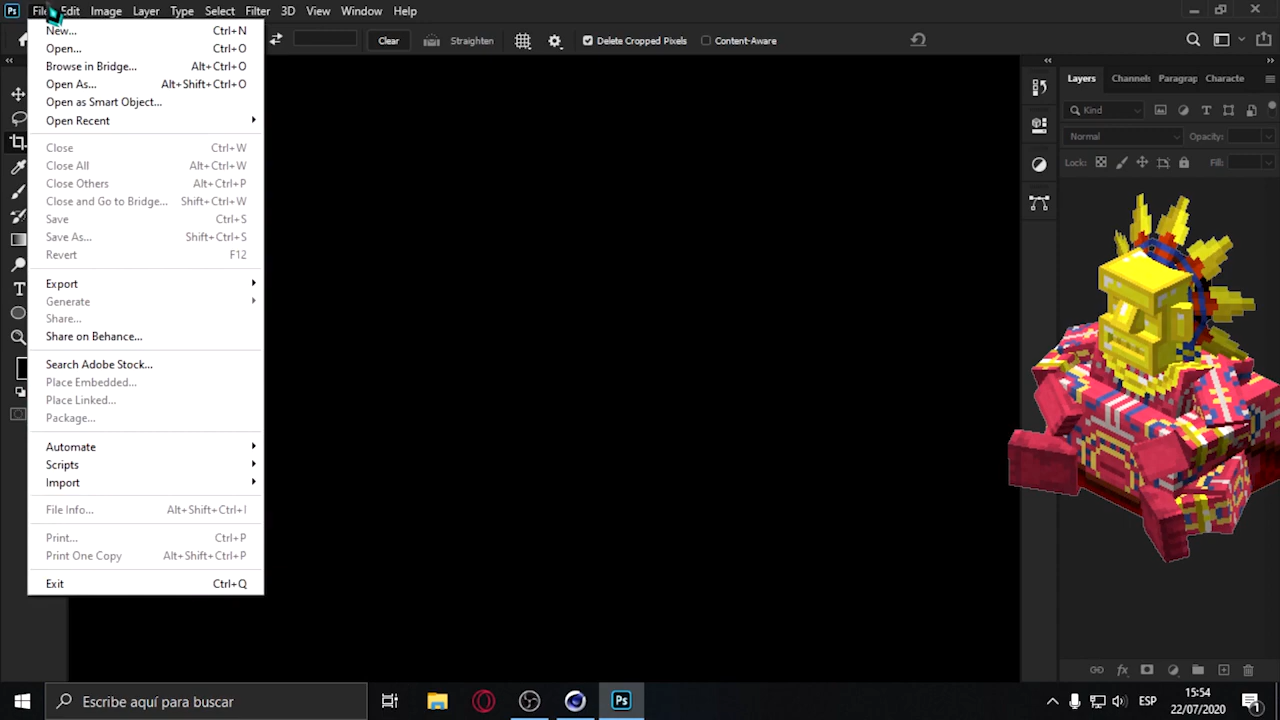 Ps File Edit Image Layer Type Select Filter 3D View Window Help
Clear Straighten Delete Cropped Pixels Content-Aware
New... Ctrl+N
Open... Ctrl+O
Browse in Bridge... Alt+Ctrl+O
Open As... Alt+Shift+Ctrl+O
Open as Smart Object...
Open Recent
Close Ctrl+W
Close All Alt+Ctrl+W
Close Others Alt+Ctrl+P
Close and Go to Bridge... Shift+Ctrl+W
Save Ctrl+S
Save As... Shift+Ctrl+S
Revert F12
Export
Generate
Share...
Share on Behance...
Search Adobe Stock...
Place Embedded...
Place Linked...
Package...
Automate
Scripts
Import
File Info... Alt+Shift+Ctrl+I
Print... Ctrl+P
Print One Copy Alt+Shift+Ctrl+P
Exit Ctrl+Q
Layers Channels Paragrap Characte
Kind
Normal Opacity:
Lock: Fill:
fx
Escribe aquí para buscar
Ps
ESP
15:54
22/07/2020
1